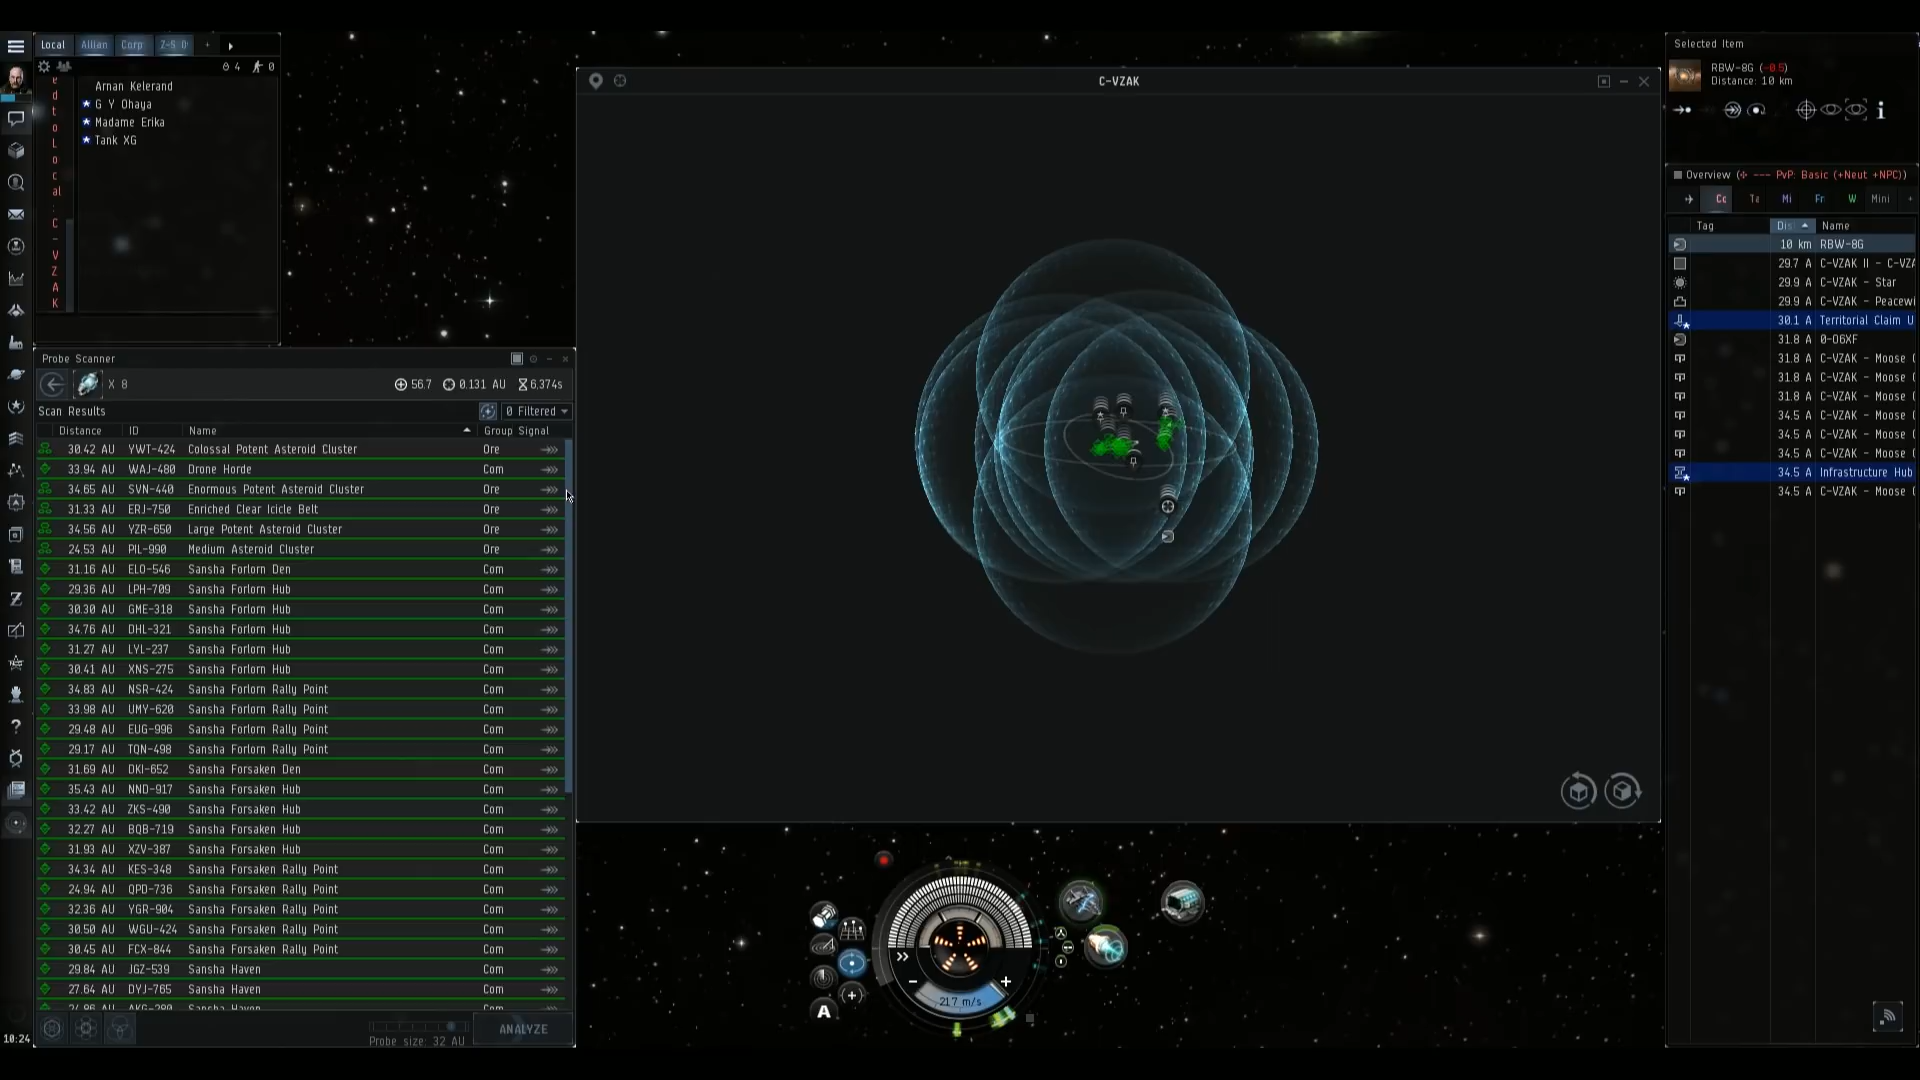 Local Allian Corp Z-S O
4 0
e
d
t
o
L
o
c
al
:
C
-
V
Z
A
K
Arnan Kelerand
G Y Ohaya
Madame Erika
Tank XG
C-VZAK
Selected Item
RBW-8G (-0.5)
Distance: 10 km
Overview (--- PvP: Basic (+Neut +NPC))
Cc Ta Mi Fr W Mini +
Tag Dis Name
10 km RBW-8G
29.7 A C-VZAK II - C-VZA
29.9 A C-VZAK - Star
29.9 A C-VZAK - Peacewi
30.1 A Territorial Claim U
31.8 A 0-O6XF
31.8 A C-VZAK - Moose (
31.8 A C-VZAK - Moose (
31.8 A C-VZAK - Moose (
34.5 A C-VZAK - Moose (
34.5 A C-VZAK - Moose (
34.5 A C-VZAK - Moose (
34.5 A Infrastructure Hub
34.5 A C-VZAK - Moose (
Probe Scanner
X 8 56.7 0.131 AU 6.374s
Scan Results 0 Filtered
Distance ID Name Group Signal
30.42 AU YWT-424 Colossal Potent Asteroid Cluster Ore
33.94 AU WAJ-480 Drone Horde Com
34.65 AU SVN-440 Enormous Potent Asteroid Cluster Ore
31.33 AU ERJ-750 Enriched Clear Icicle Belt Ore
34.56 AU YZR-650 Large Potent Asteroid Cluster Ore
24.53 AU PIL-990 Medium Asteroid Cluster Ore
31.16 AU ELO-546 Sansha Forlorn Den Com
29.36 AU LPH-709 Sansha Forlorn Hub Com
30.30 AU GME-318 Sansha Forlorn Hub Com
34.76 AU DHL-321 Sansha Forlorn Hub Com
31.27 AU LYL-237 Sansha Forlorn Hub Com
30.41 AU XNS-275 Sansha Forlorn Hub Com
34.83 AU NSR-424 Sansha Forlorn Rally Point Com
33.98 AU UMY-620 Sansha Forlorn Rally Point Com
29.48 AU EUG-996 Sansha Forlorn Rally Point Com
29.17 AU TQN-498 Sansha Forlorn Rally Point Com
31.69 AU DKI-652 Sansha Forsaken Den Com
35.43 AU NND-917 Sansha Forsaken Hub Com
33.42 AU ZKS-490 Sansha Forsaken Hub Com
32.27 AU BQB-719 Sansha Forsaken Hub Com
31.93 AU XZV-387 Sansha Forsaken Hub Com
34.34 AU KES-348 Sansha Forsaken Rally Point Com
24.94 AU QPD-736 Sansha Forsaken Rally Point Com
32.36 AU YGR-904 Sansha Forsaken Rally Point Com
30.50 AU WGU-424 Sansha Forsaken Rally Point Com
30.45 AU FCX-844 Sansha Forsaken Rally Point Com
29.84 AU JGZ-539 Sansha Haven Com
27.64 AU DYJ-765 Sansha Haven Com
24.86 AU AKG-280 Sansha Haven Com
Probe size: 32 AU
ANALYZE
10:24
217 m/s
A